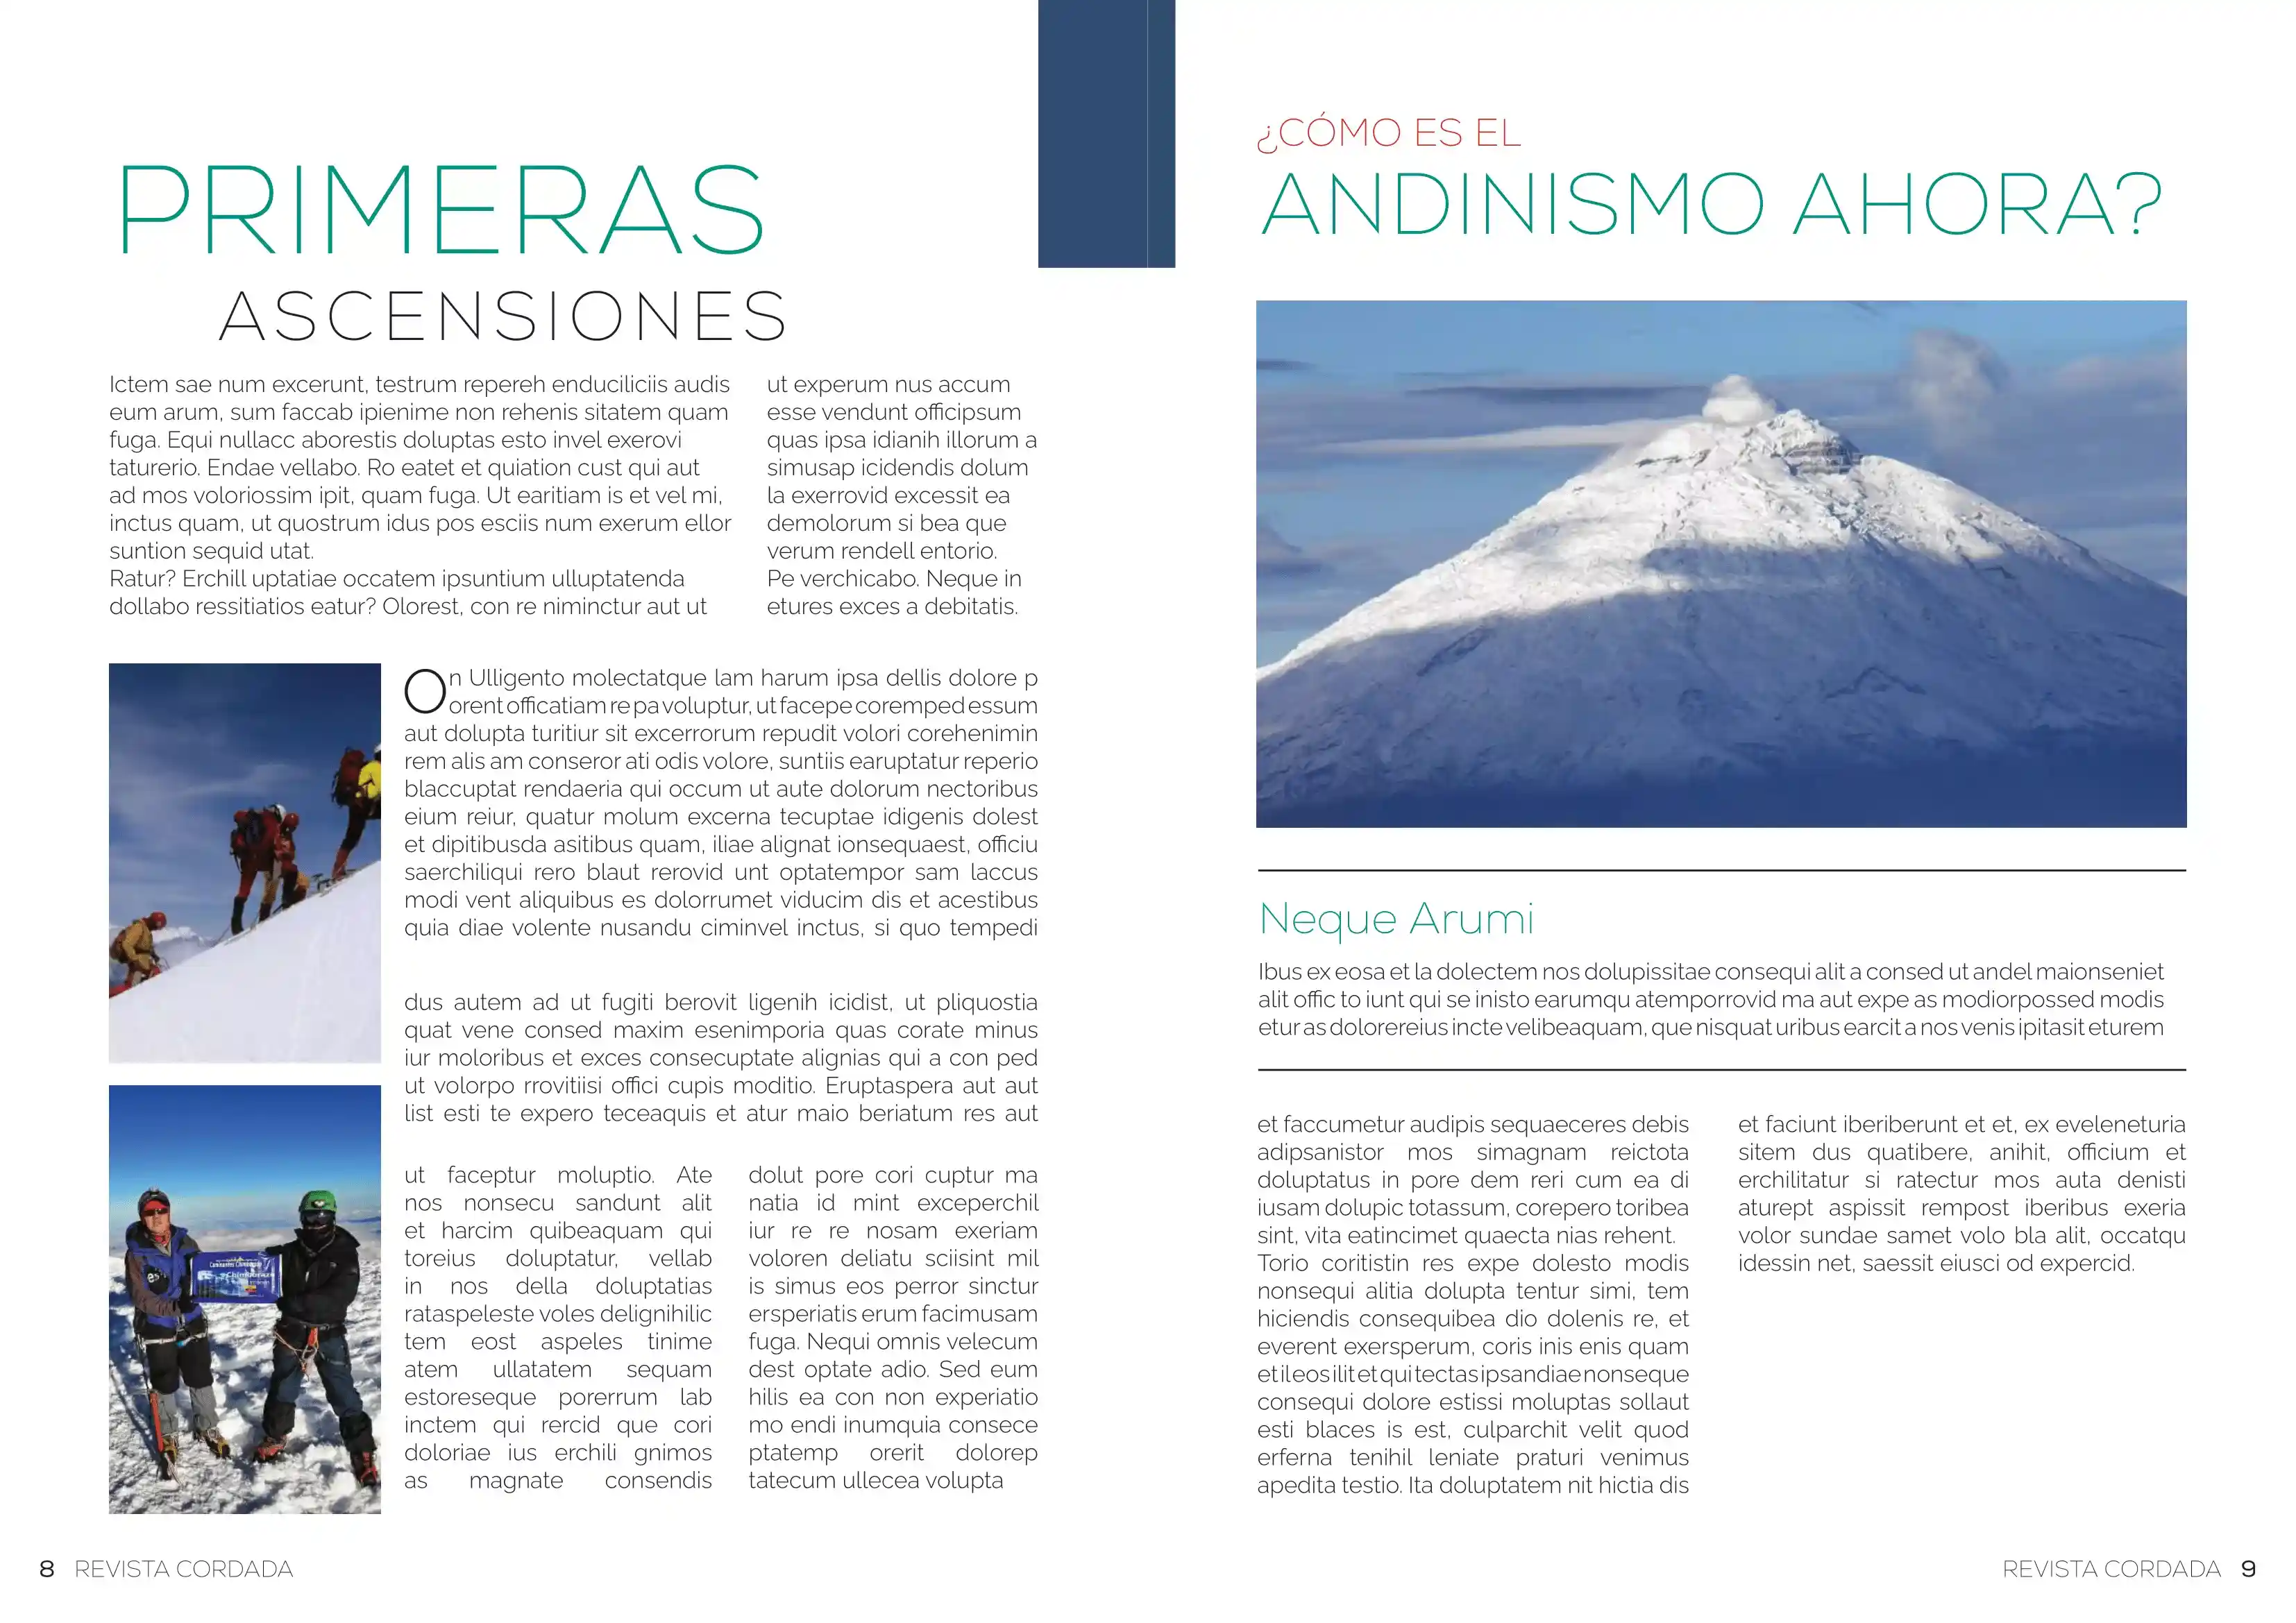 PRIMERAS
ASCENSIONES
Ictem sae num excerunt, testrum repereh enduciliciis audis
eum arum, sum faccab ipienime non rehenis sitatem quam
fuga. Equi nullacc aborestis doluptas esto invel exerovi
taturerio. Endae vellabo. Ro eatet et quiation cust qui aut
ad mos voloriossim ipit, quam fuga. Ut earitiam is et vel mi,
inctus quam, ut quostrum idus pos esciis num exerum ellor
suntion sequid utat.
Ratur? Erchill uptatiae occatem ipsuntium ulluptatenda
dollabo ressitiatios eatur? Olorest, con re niminctur aut ut
ut experum nus accum
esse vendunt officipsum
quas ipsa idianih illorum a
simusap icidendis dolum
la exerrovid excessit ea
demolorum si bea que
verum rendell entorio.
Pe verchicabo. Neque in
etures exces a debitatis.
On Ulligento molectatque lam harum ipsa dellis dolore p
orent officatiam re pa voluptur, ut facepe coremped essum
aut dolupta turitiur sit excerrorum repudit volori corehenimin
rem alis am conseror ati odis volore, suntiis earuptatur reperio
blaccuptat rendaeria qui occum ut aute dolorum nectoribus
eium reiur, quatur molum excerna tecuptae idigenis dolest
et dipitibusda asitibus quam, iliae alignat ionsequaest, officiu
saerchiliqui rero blaut rerovid unt optatempor sam laccus
modi vent aliquibus es dolorrumet viducim dis et acestibus
quia diae volente nusandu ciminvel inctus, si quo tempedi
dus autem ad ut fugiti berovit ligenih icidist, ut pliquostia
quat vene consed maxim esenimporia quas corate minus
iur moloribus et exces consecuptate alignias qui a con ped
ut volorpo rrovitiisi offici cupis moditio. Eruptaspera aut aut
list esti te expero teceaquis et atur maio beriatum res aut
ut faceptur moluptio. Ate
nos nonsecu sandunt alit
et harcim quibeaquam qui
toreius doluptatur, vellab
in nos della doluptatias
rataspeleste voles delignihilic
tem eost aspeles tinime
atem ullatatem sequam
estoreseque porerrum lab
inctem qui rercid que cori
doloriae ius erchili gnimos
as magnate consendis
dolut pore cori cuptur ma
natia id mint exceperchil
iur re re nosam exeriam
voloren deliatu sciisint mil
is simus eos perror sinctur
ersperiatis erum facimusam
fuga. Nequi omnis velecum
dest optate adio. Sed eum
hilis ea con non experiatio
mo endi inumquia consece
ptatemp orerit dolorep
tatecum ullecea volupta
Chimborazo
8 REVISTA CORDADA
¿CÓMO ES EL
ANDINISMO AHORA?
Neque Arumi
Ibus ex eosa et la dolectem nos dolupissitae consequi alit a consed ut andel maionseniet
alit offic to iunt qui se inisto earumqu atemporrovid ma aut expe as modiorpossed modis
etur as dolorereius incte velibeaquam, que nisquat uribus earcit a nos venis ipitasit eturem
et faccumetur audipis sequaeceres debis
adipsanistor mos simagnam reictota
doluptatus in pore dem reri cum ea di
iusam dolupic totassum, corepero toribea
sint, vita eatincimet quaecta nias rehent.
Torio coritistin res expe dolesto modis
nonsequi alitia dolupta tentur simi, tem
hiciendis consequibea dio dolenis re, et
everent exersperum, coris inis enis quam
et il eos ilit et qui tectas ipsandiae nonseque
consequi dolore estissi moluptas sollaut
esti blaces is est, culparchit velit quod
erferna tenihil leniate praturi venimus
apedita testio. Ita doluptatem nit hictia dis
et faciunt iberiberunt et et, ex eveleneturia
sitem dus quatibere, anihit, officium et
erchilitatur si ratectur mos auta denisti
aturept aspissit rempost iberibus exeria
volor sundae samet volo bla alit, occatqu
idessin net, saessit eiusci od expercid.
REVISTA CORDADA 9